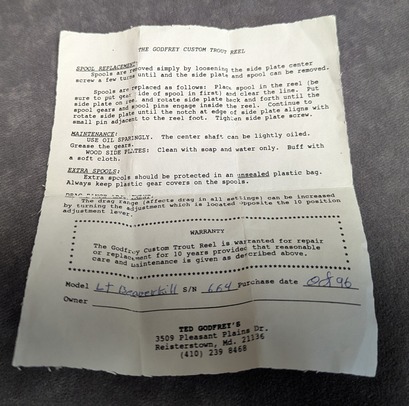 THE GODFREY CUSTOM TROUT REEL
SPOOL REPLACEMENT:
Spools are removed simply by loosening the side plate center
screw a few turns until and the side plate and spool can be removed.
Spools are replaced as follows: Place spool in the reel (be
sure to put gear side of spool in first) and clear the line. Put
side plate on reel and rotate side plate back and forth until the
spool gears and spool pins engage inside the reel. Continue to
rotate side plate until the notch at edge of side plate aligns with
small pin adjacent to the reel foot. Tighten side plate screw.
MAINTENANCE:
USE OIL SPARINGLY. The center shaft can be lightly oiled.
Grease the gears.
WOOD SIDE PLATES: Clean with soap and water only. Buff with
a soft cloth.
EXTRA SPOOLS:
Extra spools should be protected in an unsealed plastic bag.
Always keep plastic gear covers on the spools.
DRAG RANGE
The drag range (affects drag in all settings) can be increased
by turning the adjustment which is located opposite the 10 position
adjustment lever.
WARRANTY
The Godfrey Custom Trout Reel is warranted for repair
or replacement for 10 years provided that reasonable
care and maintenance is given as described above.
Model Lt Beaverkill S/N 664 Purchase date Oct 96
Owner
TED GODFREY'S
3509 Pleasant Plains Dr.
Reisterstown, Md. 21136
(410) 239 8468